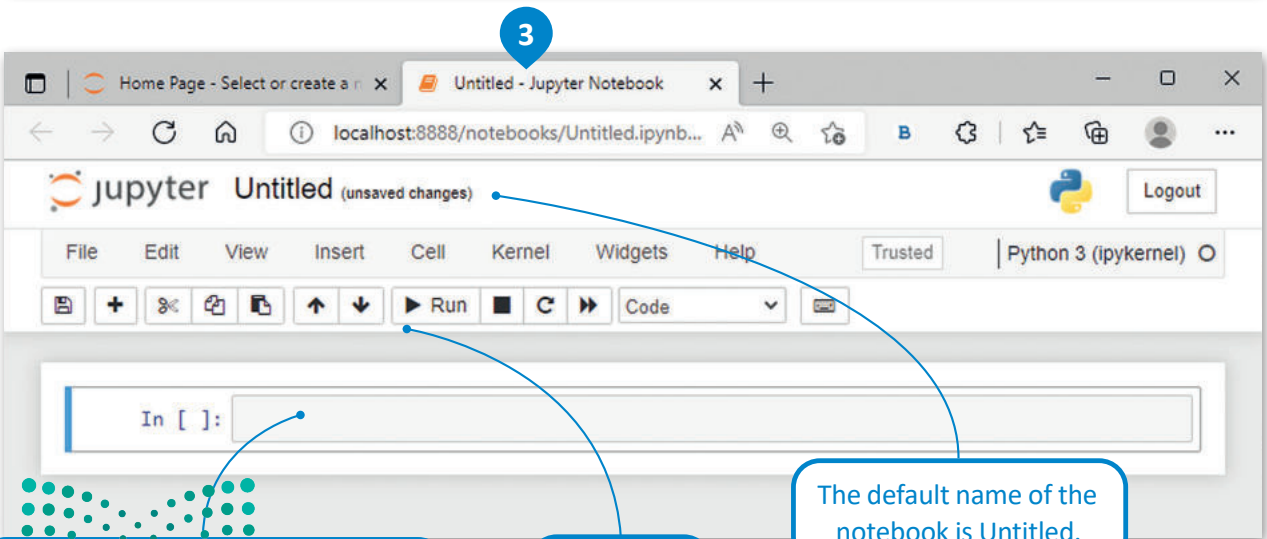 3
Home Page - Select or create a n
Untitled - Jupyter Notebook
localhost:8888/notebooks/Untitled.ipynb...
B
jupyter Untitled (unsaved changes)
Logout
File Edit View Insert Cell Kernel Widgets Help Trusted Python 3 (ipykernel)
Run Code
In [ ]:
The default name of the
notebook is Untitled.